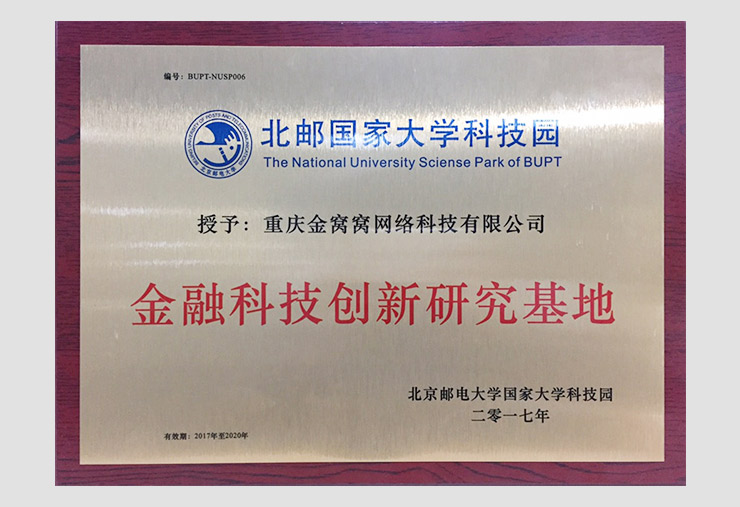 编号：BUPT-NUSP006
北邮国家大学科技园
The National University Sciense Park of BUPT
授予：重庆金窝窝网络科技有限公司
金融科技创新研究基地
北京邮电大学国家大学科技园
二零一七年
有效期：2017年至2020年